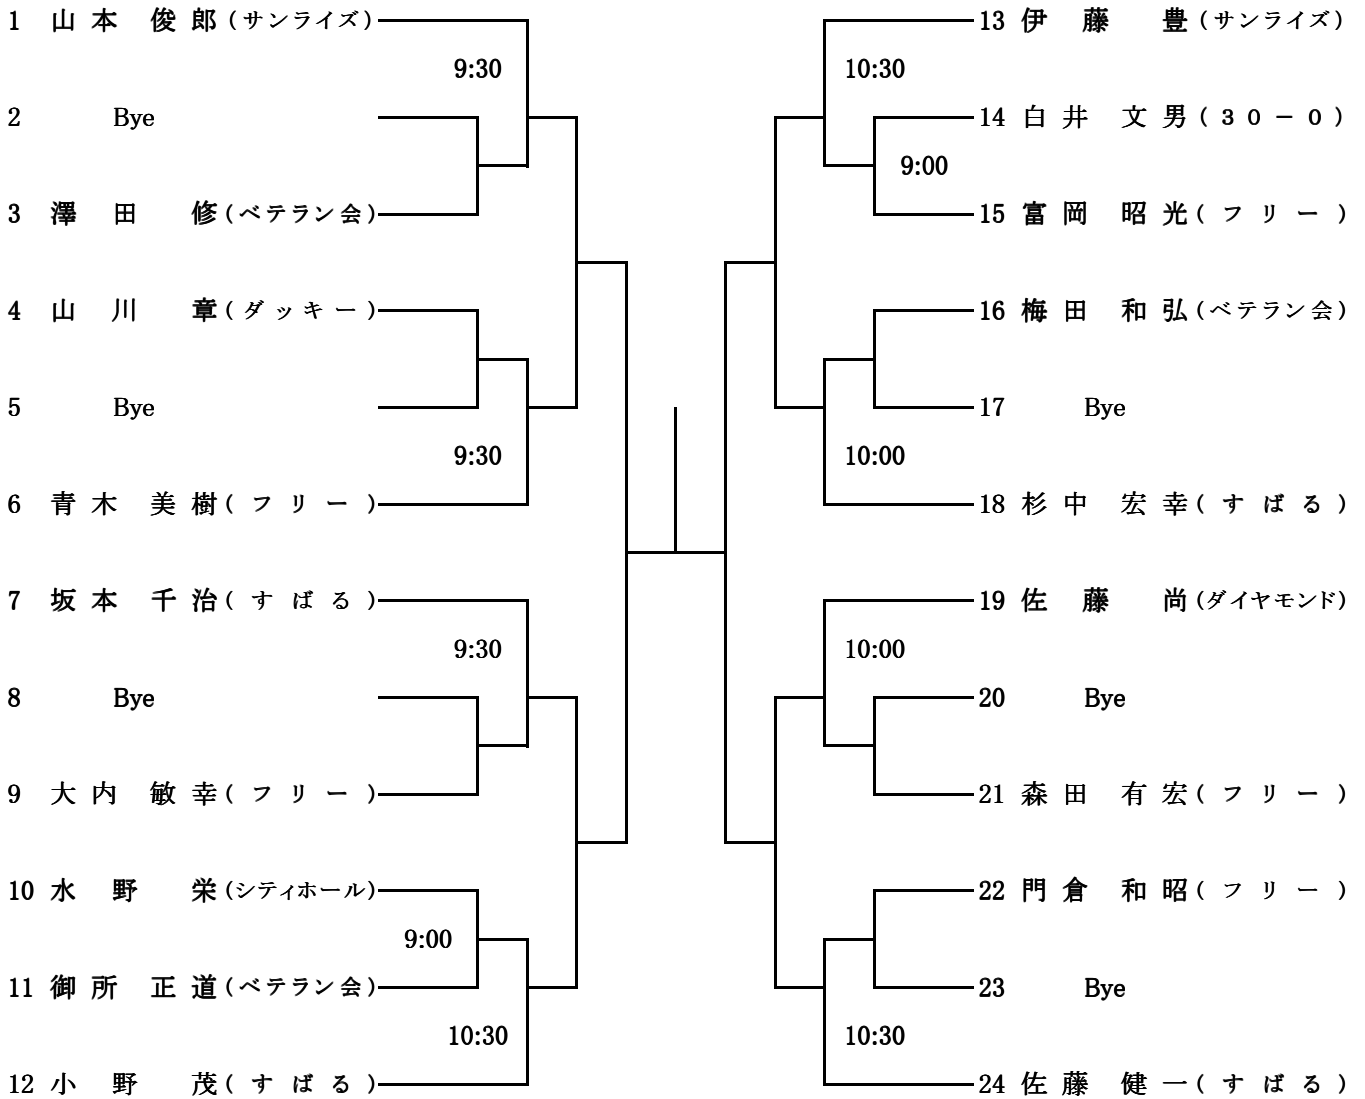 1 山本 俊郎 (サンライズ)
9:30
2 Bye
3 澤田 修 (ベテラン会)
4 山川 章 (ダッキー)
5 Bye
9:30
6 青木 美樹 (フリー)
7 坂本 千治 (すばる)
9:30
8 Bye
9 大内 敏幸 (フリー)
10 水野 栄 (シティホール)
9:00
11 御所 正道 (ベテラン会)
10:30
12 小野 茂 (すばる)
13 伊藤 豊 (サンライズ)
10:30
14 白井 文男 (30-0)
9:00
15 富岡 昭光 (フリー)
16 梅田 和弘 (ベテラン会)
17 Bye
10:00
18 杉中 宏幸 (すばる)
19 佐藤 尚 (ダイヤモンド)
10:00
20 Bye
21 森田 有宏 (フリー)
22 門倉 和昭 (フリー)
23 Bye
10:30
24 佐藤 健一 (すばる)